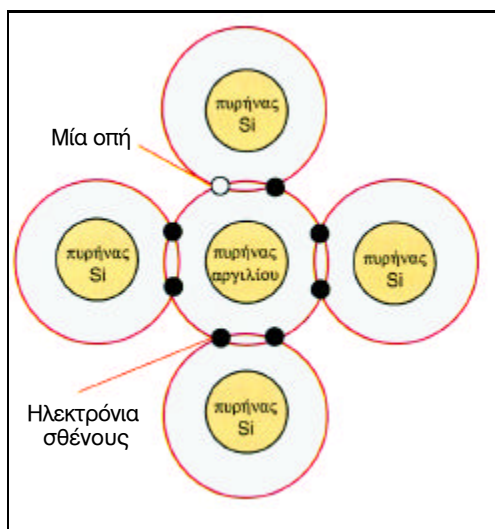 πυρήνας
Si
Μία οπή
πυρήνας
Si
πυρήνας
αργιλίου
πυρήνας
Si
Ηλεκτρόνια
σθένους
πυρήνας
Si